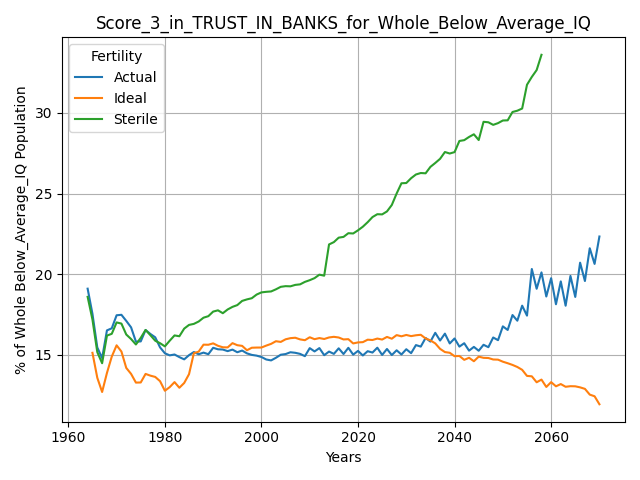 Score_3_in_TRUST_IN_BANKS_for_Whole_Below_Average_IQ
Fertility
Actual
Ideal
Sterile
% of Whole Below_Average_IQ Population
30
25
20
15
1960
1980
2000
2020
2040
2060
Years